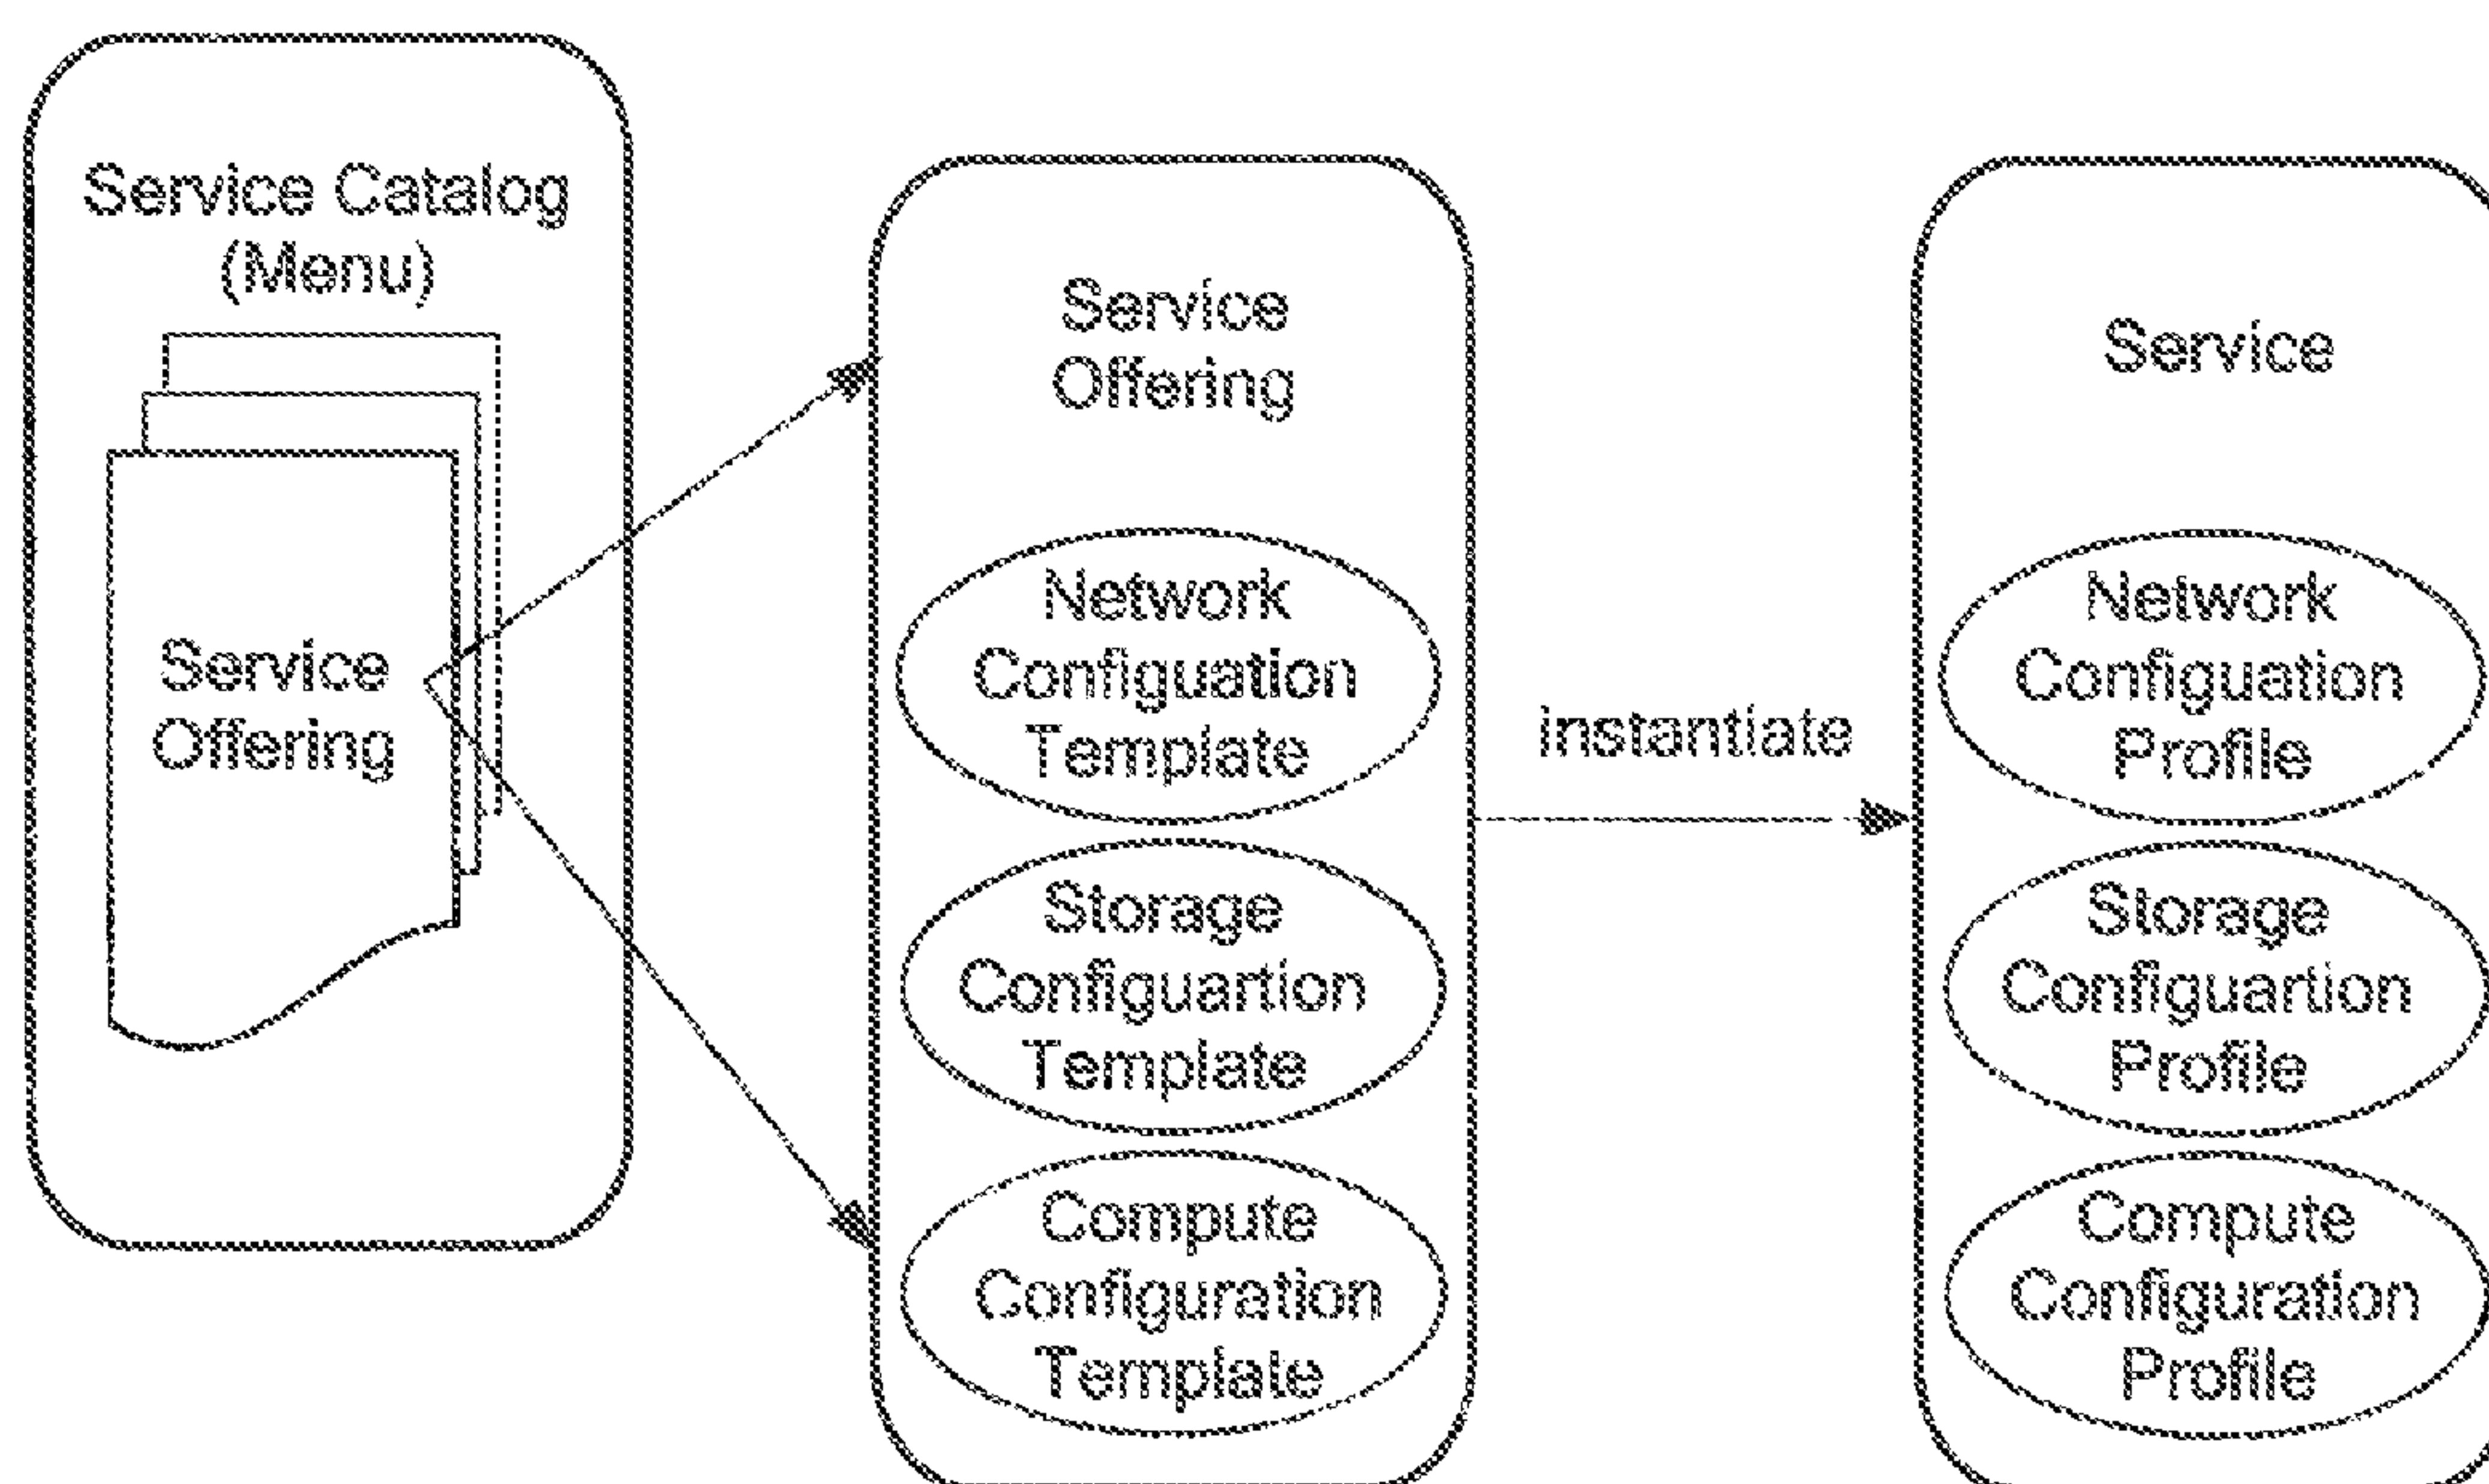 Service Catalog
(Menu)
Service
Offering
Service
Offering
Network
Configuation
Template
Storage
Configuartion
Template
Compute
Configuration
Template
instantiate
Service
Network
Configuation
Profile
Storage
Configuartion
Profile
Compute
Configuration
Profile